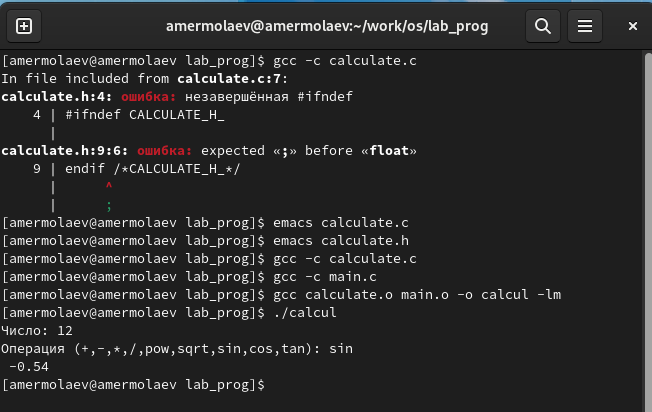 amermolaev@amermolaev:~/work/os/lab_prog
[amermolaev@amermolaev lab_prog]$ gcc -c calculate.c
In file included from calculate.c:7:
calculate.h:4: ошибка: незавершённая #ifndef
    4 | #ifndef CALCULATE_H_
      |
calculate.h:9:6: ошибка: expected «;» before «float»
    9 | endif /*CALCULATE_H_*/
      |      ^
      |      ;
[amermolaev@amermolaev lab_prog]$ emacs calculate.c
[amermolaev@amermolaev lab_prog]$ emacs calculate.h
[amermolaev@amermolaev lab_prog]$ gcc -c calculate.c
[amermolaev@amermolaev lab_prog]$ gcc -c main.c
[amermolaev@amermolaev lab_prog]$ gcc calculate.o main.o -o calcul -lm
[amermolaev@amermolaev lab_prog]$ ./calcul
Число: 12
Операция (+,-,*,/,pow,sqrt,sin,cos,tan): sin
 -0.54
[amermolaev@amermolaev lab_prog]$